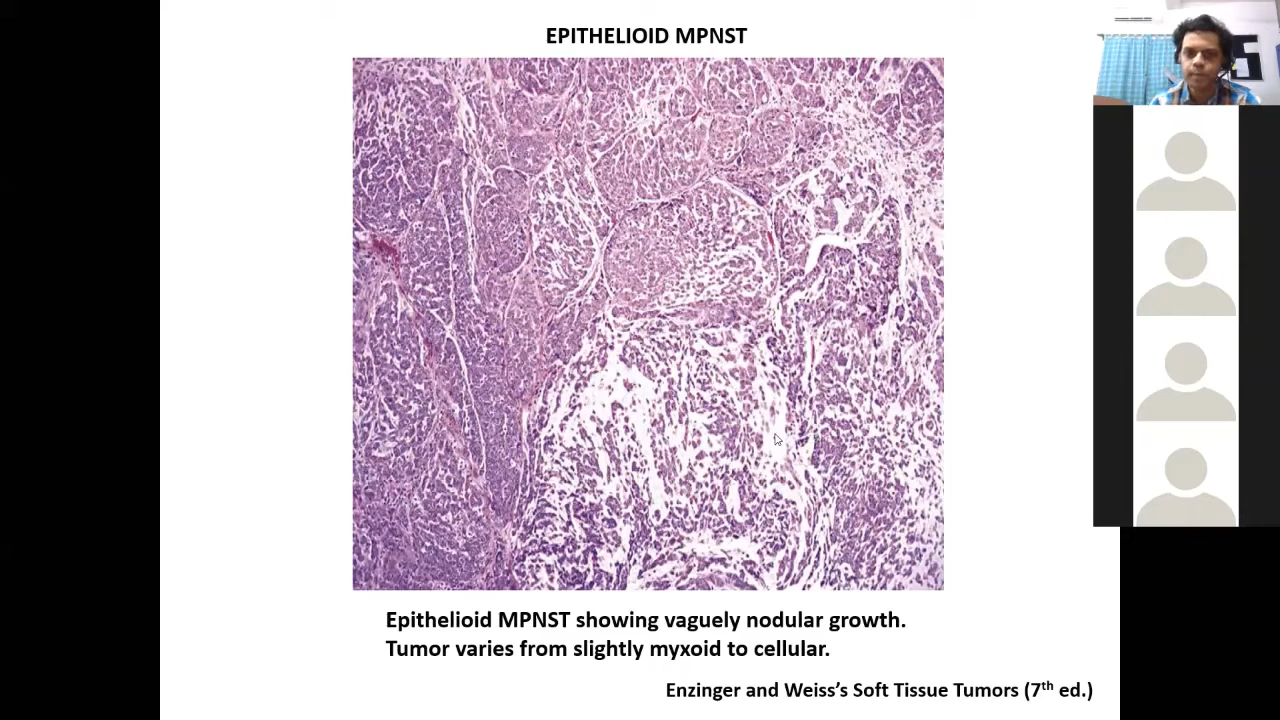 EPITHELIOID MPNST
Epithelioid MPNST showing vaguely nodular growth.
Tumor varies from slightly myxoid to cellular.
Enzinger and Weiss's Soft Tissue Tumors (7th ed.)